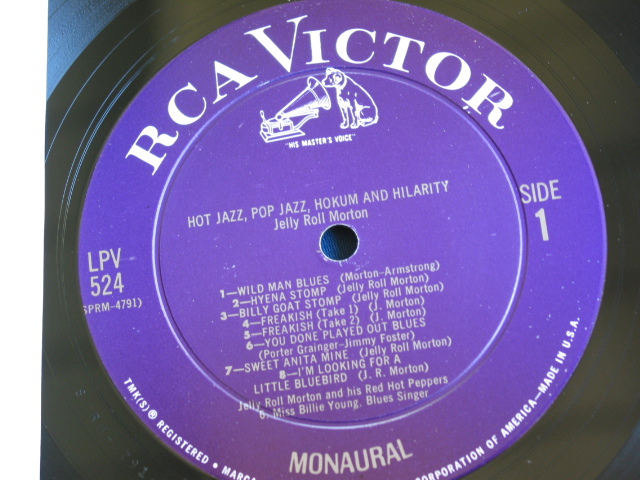 RCA VICTOR
"HIS MASTER'S VOICE"
HOT JAZZ, POP JAZZ, HOKUM AND HILARITY
Jelly Roll Morton
SIDE
1
LPV
524
SPRM-4791)
1—WILD MAN BLUES (Morton-Armstrong)
2—HYENA STOMP (Jelly Roll Morton)
3—BILLY GOAT STOMP (Jelly Roll Morton)
4—FREAKISH (Take 1) (J. Morton)
5—FREAKISH (Take 2) (J. Morton)
6—YOU DONE PLAYED OUT BLUES
(Porter Grainger-Jimmy Foster)
7—SWEET ANITA MINE (Jelly Roll Morton)
8—I'M LOOKING FOR A
LITTLE BLUEBIRD (J. R. Morton)
Jelly Roll Morton and his Red Hot Peppers
6. Miss Billie Young, Blues Singer
MONAURAL
TMK(S) ® REGISTERED • MARCA
CORPORATION OF AMERICA—MADE IN U.S.A.